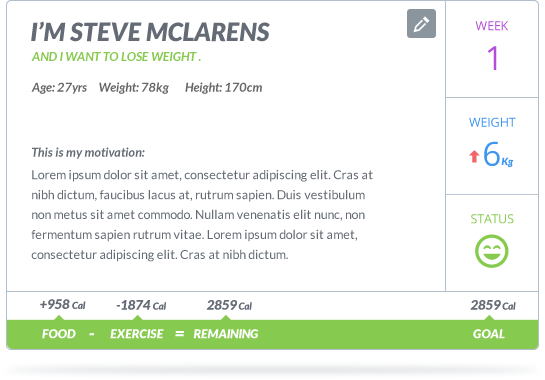 I'M STEVE MCLARENS
AND I WANT TO LOSE WEIGHT .
Age: 27yrs Weight: 78kg Height: 170cm
This is my motivation:
Lorem ipsum dolor sit amet, consectetur adipiscing elit. Cras at
nibh dictum, faucibus lacus at, rutrum sapien. Duis vestibulum
non metus sit amet commodo. Nullam venenatis elit nunc, non
fermentum sapien rutrum vitae. Lorem ipsum dolor sit amet,
consectetur adipiscing elit. Cras at nibh dictum.
WEEK
1
WEIGHT
6 Kg
STATUS
+958 Cal -1874 Cal 2859 Cal 2859 Cal
FOOD - EXERCISE = REMAINING GOAL